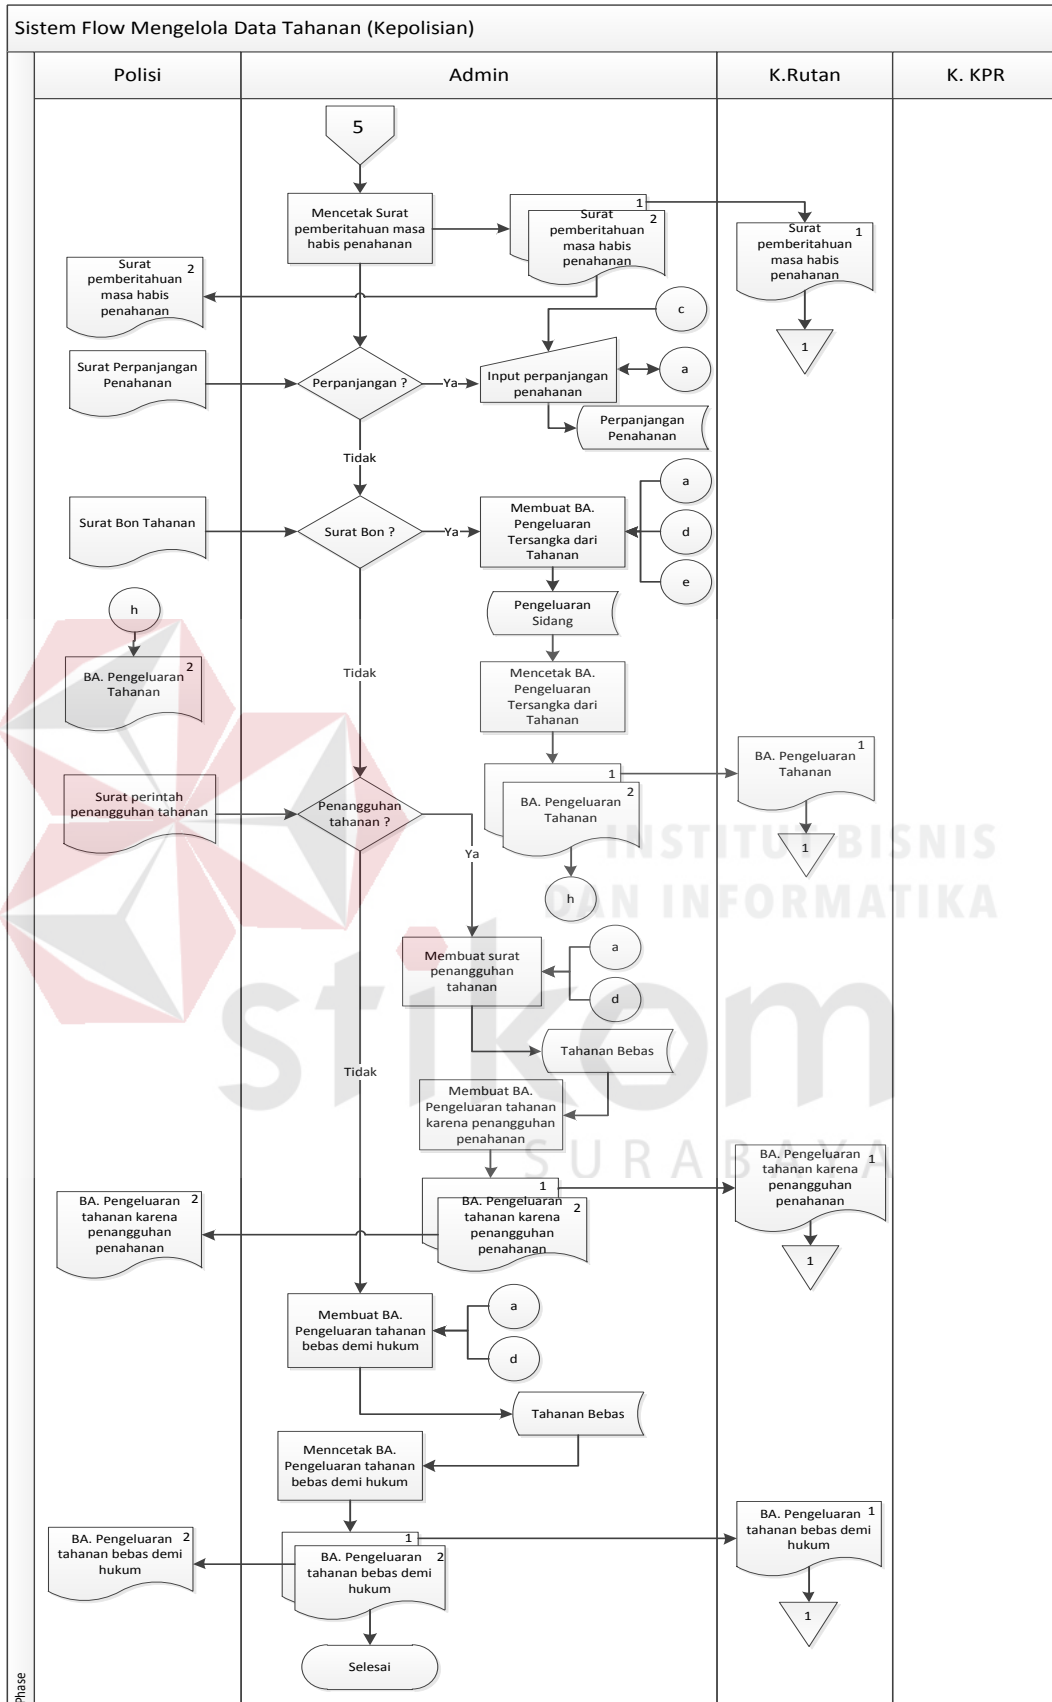 Sistem Flow Mengelola Data Tahanan (Kepolisian)
Polisi
Admin
K.Rutan
K. KPR
5
Mencetak Surat
pemberitahuan masa
habis penahanan
1
Surat
2
pemberitahuan
masa habis
penahanan
Surat
1
pemberitahuan
masa habis
penahanan
1
Surat
2
pemberitahuan
masa habis
penahanan
c
Surat Perpanjangan
Penahanan
Perpanjangan ?
Ya
Input perpanjangan
penahanan
a
Perpanjangan
Penahanan
Tidak
Surat Bon Tahanan
Surat Bon ?
Ya
Membuat BA.
Pengeluaran
Tersangka dari
Tahanan
a
d
e
Pengeluaran
Sidang
h
BA. Pengeluaran
2
Tahanan
Tidak
Mencetak BA.
Pengeluaran
Tersangka dari
Tahanan
1
BA. Pengeluaran
2
Tahanan
BA. Pengeluaran
1
Tahanan
1
h
Surat perintah
penangguhan tahanan
Penangguhan
tahanan ?
Ya
INSTITUT BISNIS
DAN INFORMATIKA
Membuat surat
penangguhan
tahanan
a
d
stikom
SURABAYA
Tahanan Bebas
Tidak
Membuat BA.
Pengeluaran tahanan
karena penangguhan
penahanan
1
BA. Pengeluaran
2
tahanan karena
penangguhan
penahanan
BA. Pengeluaran
1
tahanan karena
penangguhan
penahanan
1
BA. Pengeluaran
2
tahanan karena
penangguhan
penahanan
Membuat BA.
Pengeluaran tahanan
bebas demi hukum
a
d
Tahanan Bebas
Menncetak BA.
Pengeluaran tahanan
bebas demi hukum
1
BA. Pengeluaran
2
tahanan bebas demi
hukum
BA. Pengeluaran
2
tahanan bebas demi
hukum
BA. Pengeluaran
1
tahanan bebas demi
hukum
1
Selesai
Phase